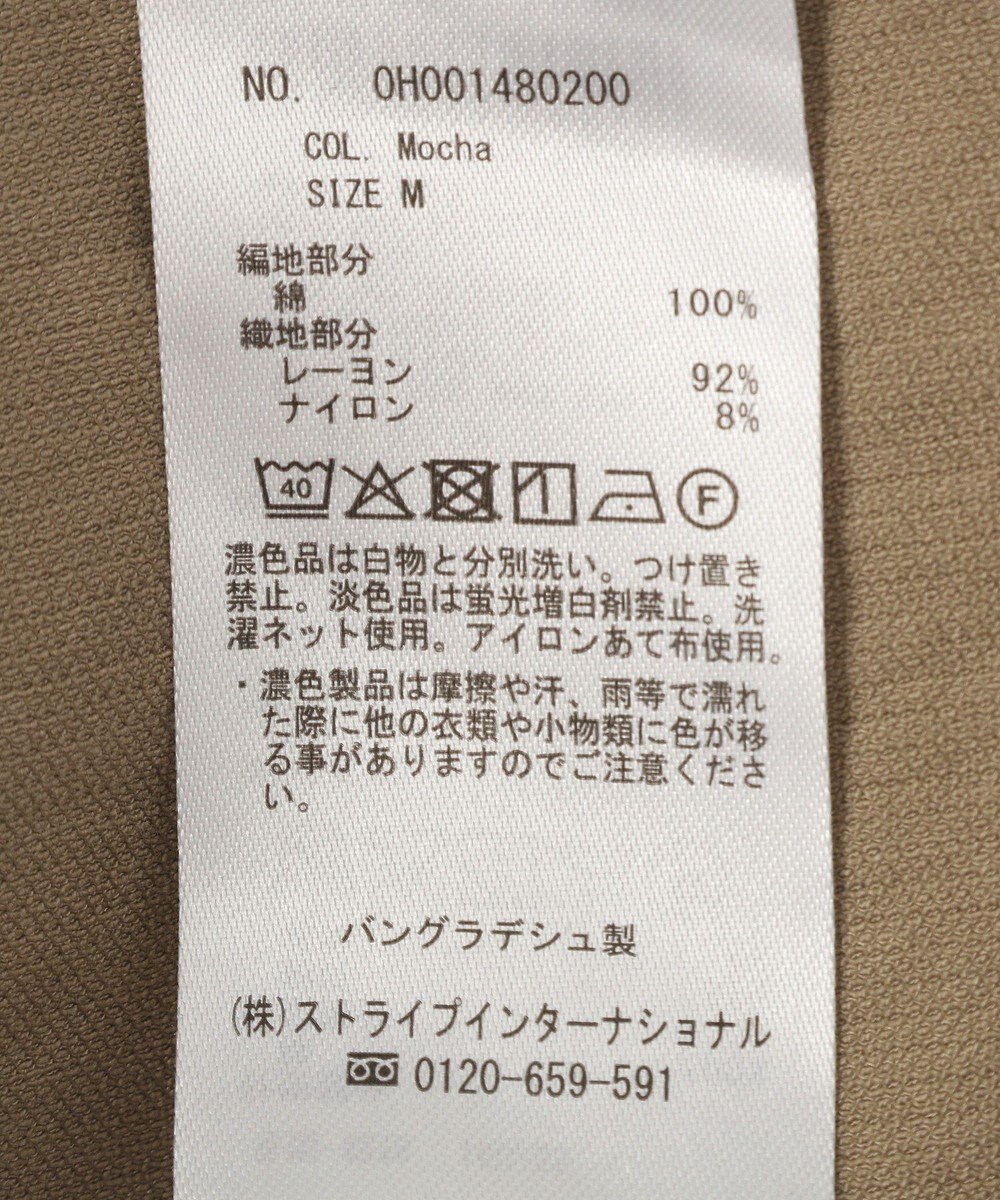 NO. 0H001480200
COL. Mocha
SIZE M
編地部分
綿 100%
織地部分
レーヨン 92%
ナイロン 8%
40 F
濃色品は白物と分別洗い。つけ置き
禁止。淡色品は蛍光増白剤禁止。洗
濯ネット使用。アイロンあて布使用。
・濃色製品は摩擦や汗、雨等で濡れ
た際に他の衣類や小物類に色が移
る事がありますのでご注意くださ
い。
バングラデシュ製
(株)ストライプインターナショナル
0120-659-591